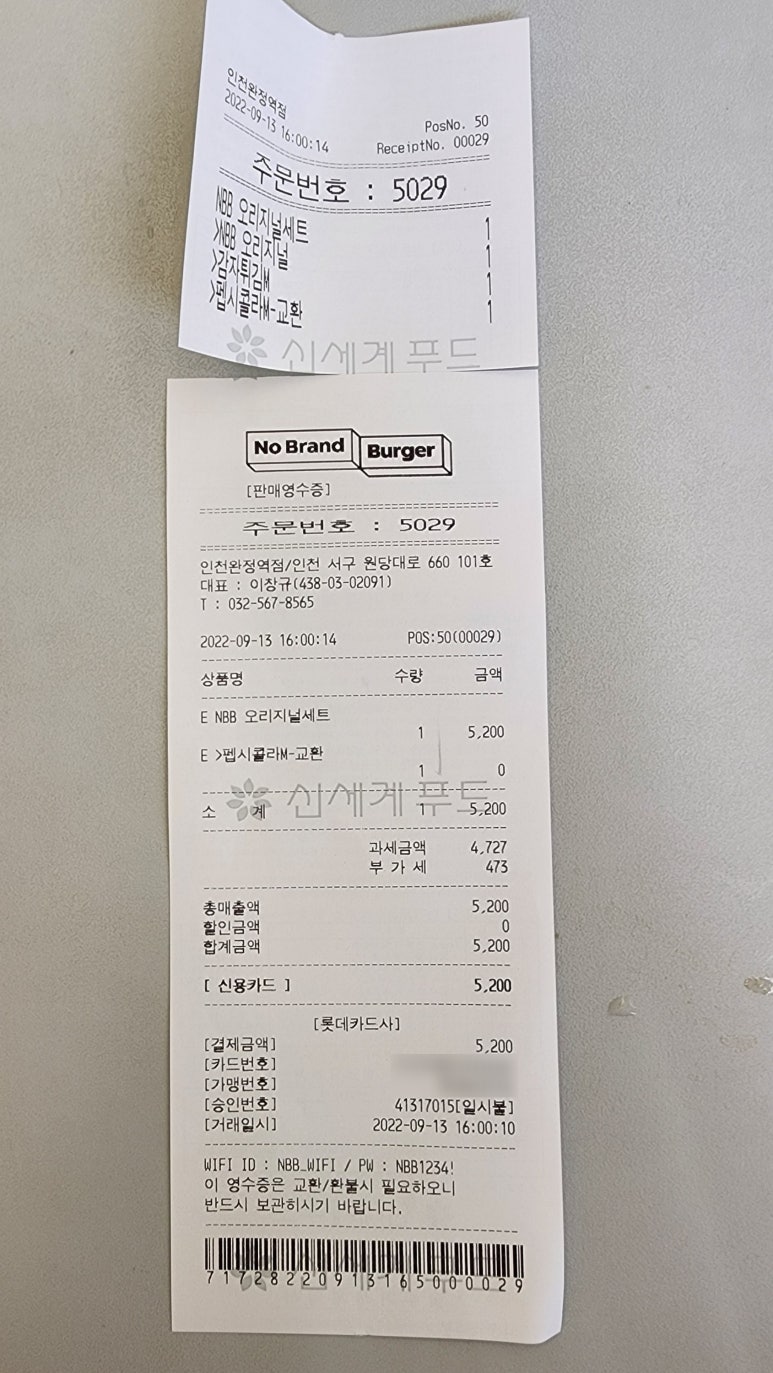 인천완정역점
2022-09-13 16:00:14 PosNo. 50
ReceiptNo. 00029
주문번호 : 5029
NBB 오리지널세트 1
>NBB 오리지널 1
>감자튀김M 1
>펩시콜라M-교환 1
신세계푸드
No Brand Burger
[판매영수증]
주문번호 : 5029
인천완정역점/인천 서구 원당대로 660 101호
대표 : 이창규(438-03-02091)
T : 032-567-8565
2022-09-13 16:00:14 POS:50(00029)
상품명 수량 금액
E NBB 오리지널세트
1 5,200
E >펩시콜라M-교환
1 0
신세계푸드
소 계 1 5,200
과세금액 4,727
부 가 세 473
총매출액 5,200
할인금액 0
합계금액 5,200
[ 신용카드 ] 5,200
[롯데카드사]
[결제금액] 5,200
[카드번호]
[가맹번호]
[승인번호] 41317015[일시불]
[거래일시] 2022-09-13 16:00:10
WIFI ID : NBB_WIFI / PW : NBB1234!
이 영수증은 교환/환불시 필요하오니
반드시 보관히시기 바랍니다.
717282209131650000029